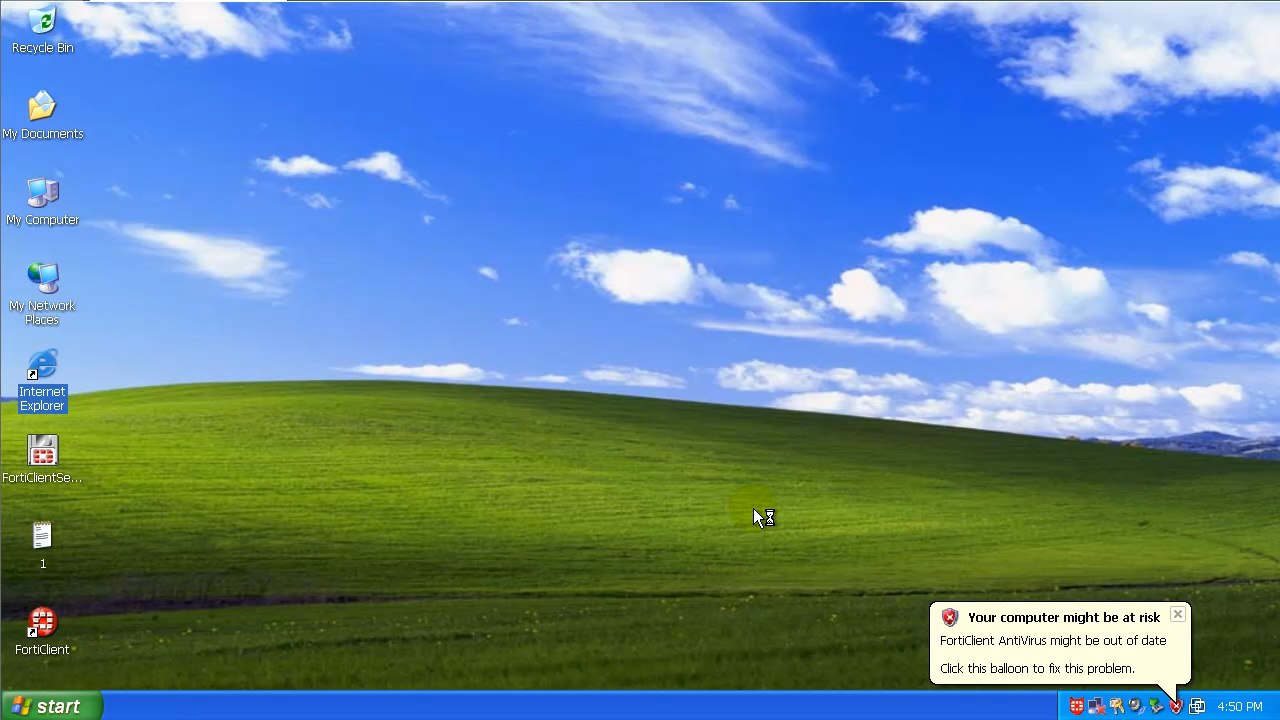 Recycle Bin
My Documents
My Computer
My Network
Places
Internet
Explorer
FortiClientSe...
1
FortiClient
Your computer might be at risk
FortiClient AntiVirus might be out of date
Click this balloon to fix this problem.
start
4:50 PM